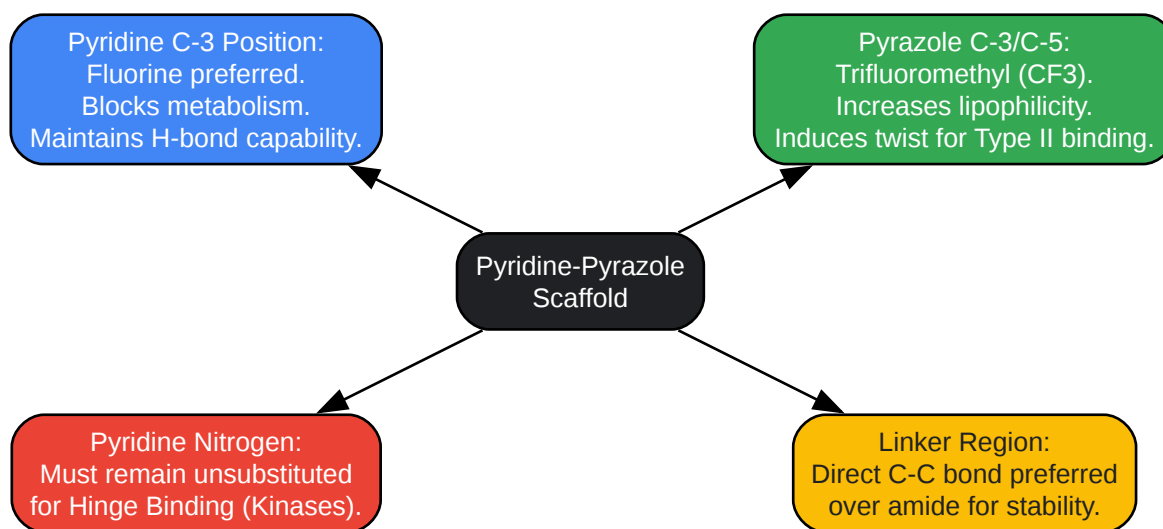 Pyridine C-3 Position:
Fluorine preferred.
Blocks metabolism.
Maintains H-bond capability.
Pyrazole C-3/C-5:
Trifluoromethyl (CF3).
Increases lipophilicity.
Induces twist for Type II binding.
Pyridine-Pyrazole
Scaffold
Pyridine Nitrogen:
Must remain unsubstituted
for Hinge Binding (Kinases).
Linker Region:
Direct C-C bond preferred
over amide for stability.